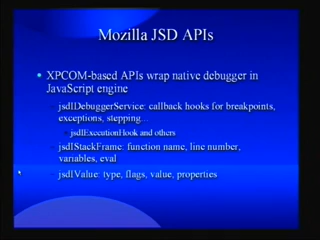 Mozilla JSD APIs
• XPCOM-based APIs wrap native debugger in
JavaScript engine
– jsdIDebuggerService: callback hooks for breakpoints,
exceptions, stepping...
– jsdIExecutionHook and others
– jsdIStackFrame: function name, line number,
variables, eval
– jsdIValue: type, flags, value, properties